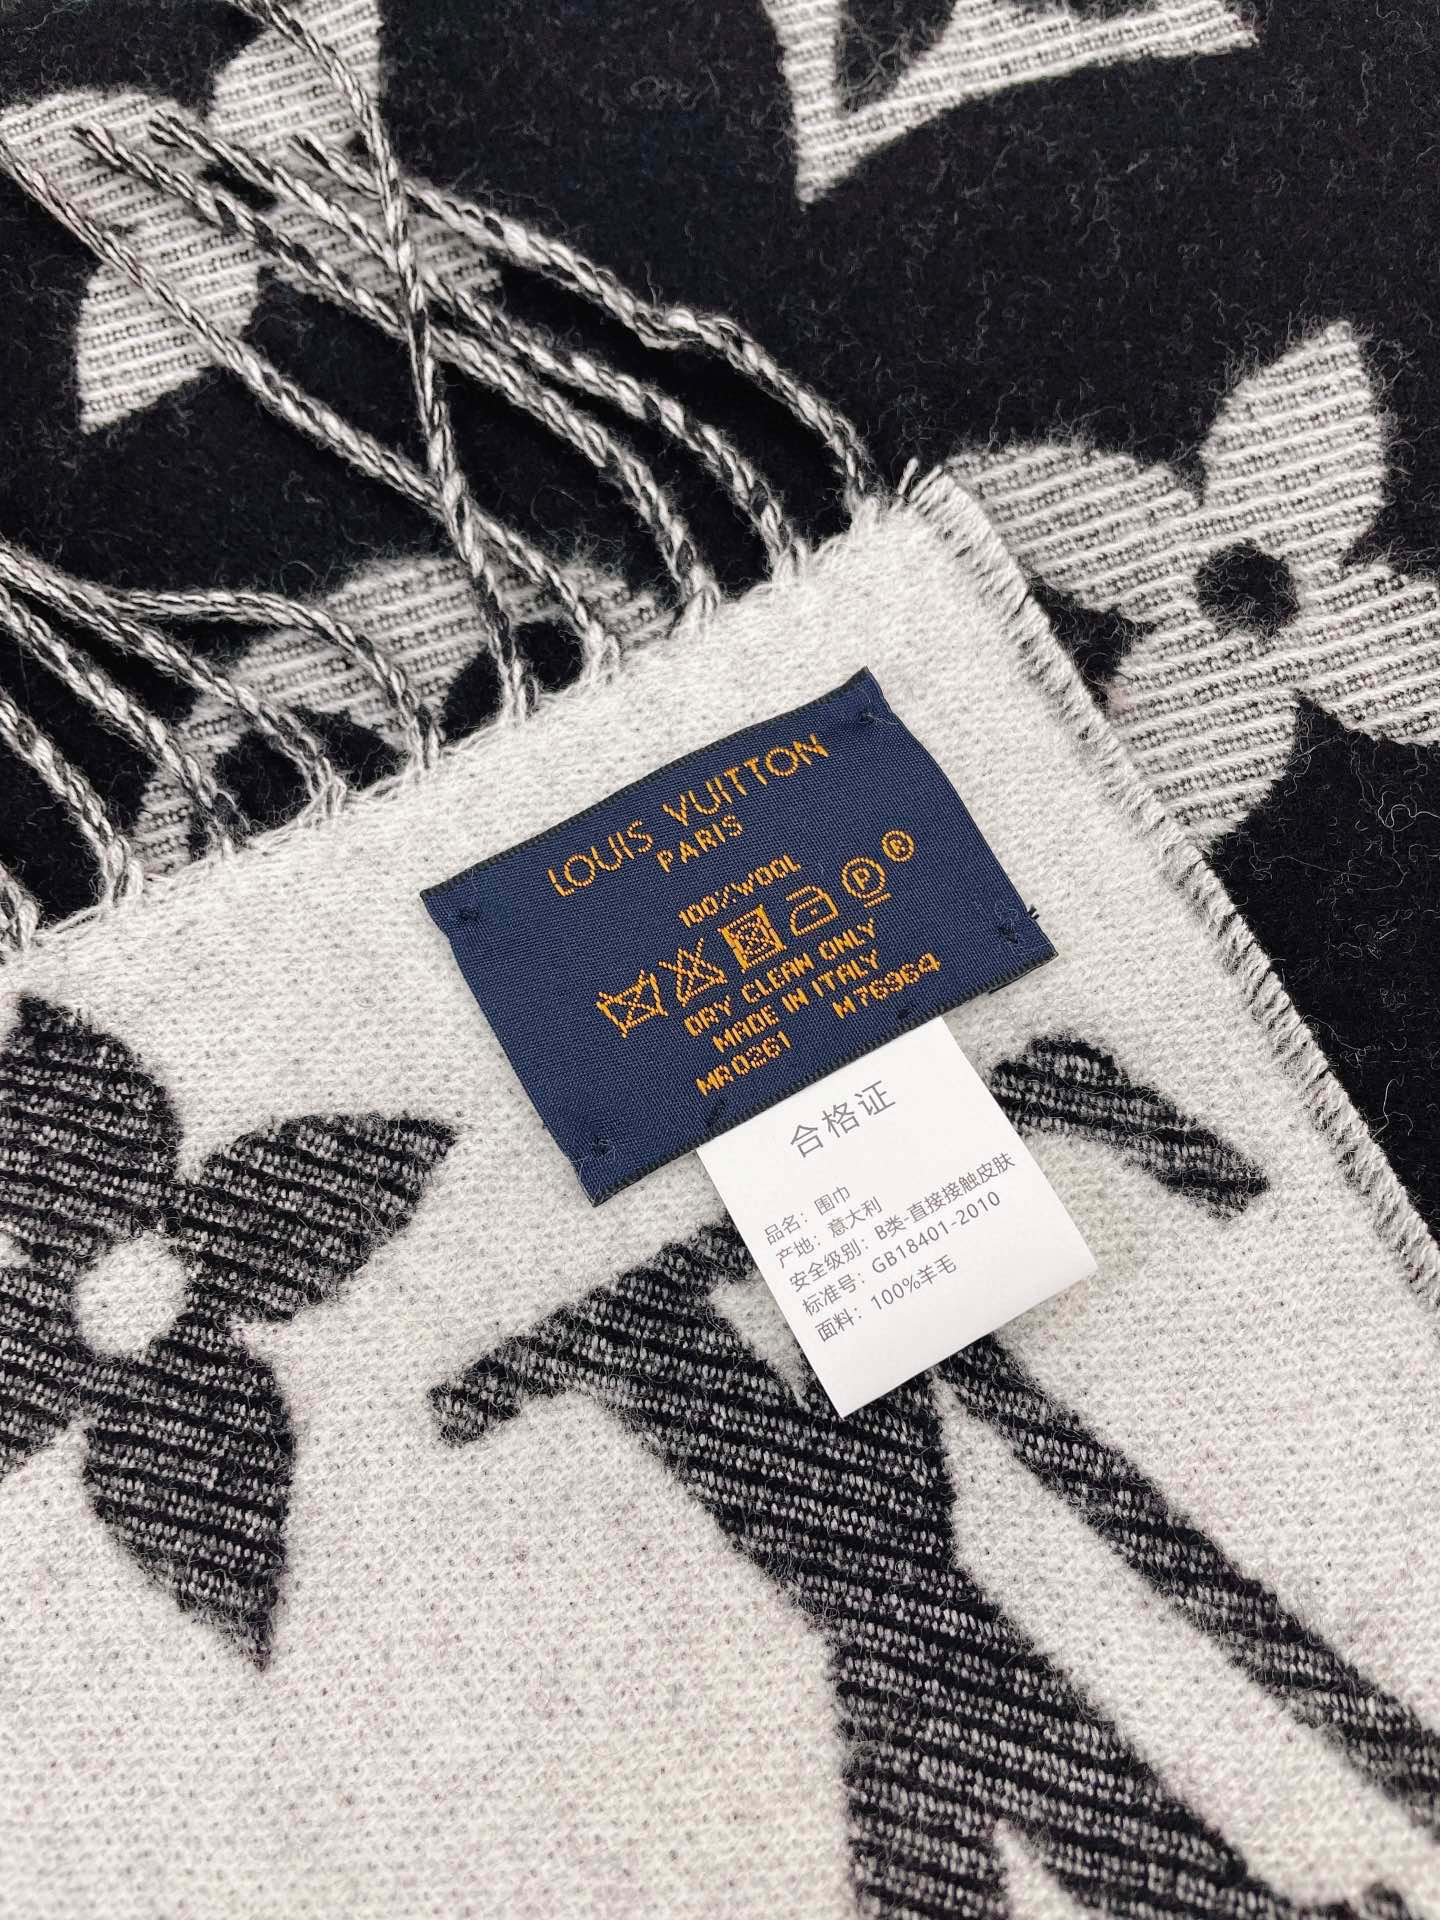 LOUIS VUITTON
PARIS
100%WOOL
P ®
DRY CLEAN ONLY
MADE IN ITALY
MR0261 M76964
合格证
品名：围巾
产地：意大利
安全级别：B类-直接接触皮肤
标准号：GB18401-2010
面料：100%羊毛